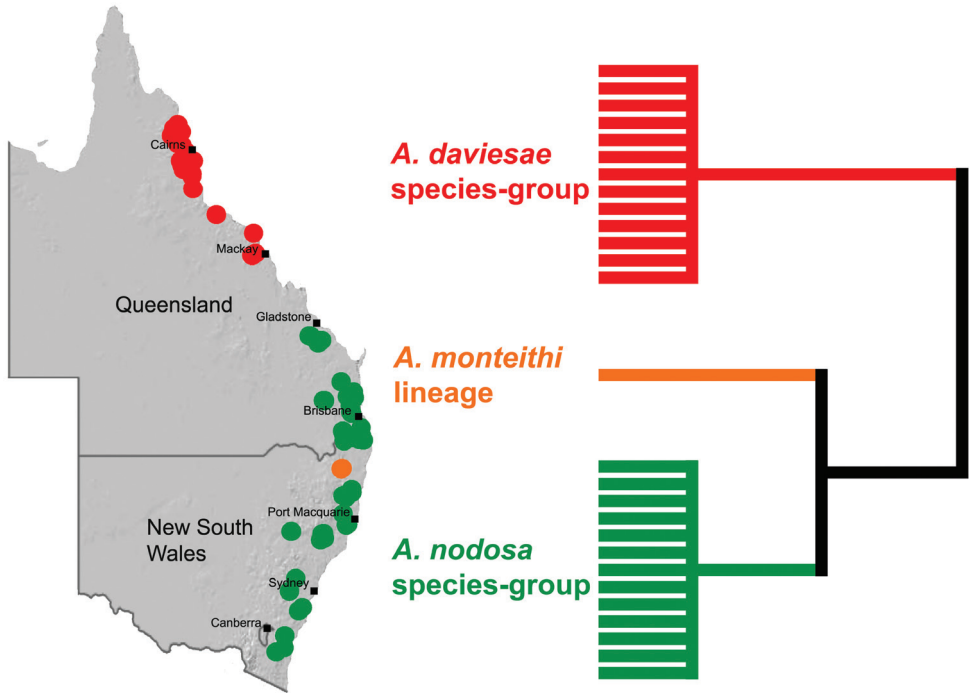 Cairns
Mackay
Queensland
Gladstone
Brisbane
Port Macquarie
New South
Wales
Sydney
Canberra
A. daviesae
species-group
A. monteithi
lineage
A. nodosa
species-group